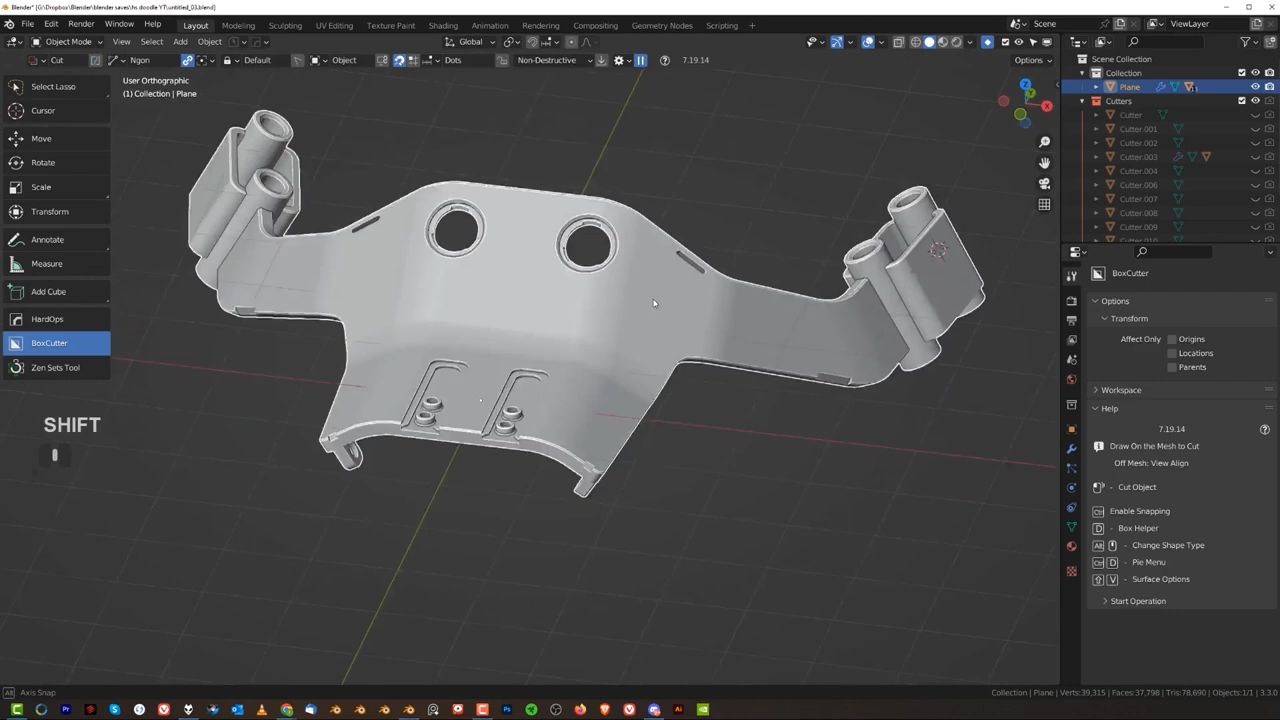 Blender* [G:\Dropbox\Blender\blender saves\hs doodle YT\untitled_03.blend]
File Edit Render Window Help Layout Modeling Sculpting UV Editing Texture Paint Shading Animation Rendering Compositing Geometry Nodes Scripting Scene ViewLayer
Object Mode View Select Add Object Global Options
Cut Ngon Default Object Dots Non-Destructive 7.19.14
User Orthographic
(1) Collection | Plane
Select Lasso
Cursor
Move
Rotate
Scale
Transform
Annotate
Measure
Add Cube
HardOps
BoxCutter
Zen Sets Tool
SHIFT
Scene Collection
Collection
Plane
Cutters
Cutter
Cutter.001
Cutter.002
Cutter.003
Cutter.004
Cutter.006
Cutter.007
Cutter.008
Cutter.009
Cutter.010
BoxCutter
Options
Transform
Affect Only Origins
Locations
Parents
Workspace
Help
7.19.14
Draw On the Mesh to Cut
Off Mesh: View Align
- Cut Object
Ctrl Enable Snapping
D - Box Helper
Alt - Change Shape Type
Ctrl D - Pie Menu
V - Surface Options
Start Operation
Alt Axis Snap
Collection | Plane | Verts:39,315 | Faces:37,798 | Tris:78,690 | Objects:1/1 | 3.3.0